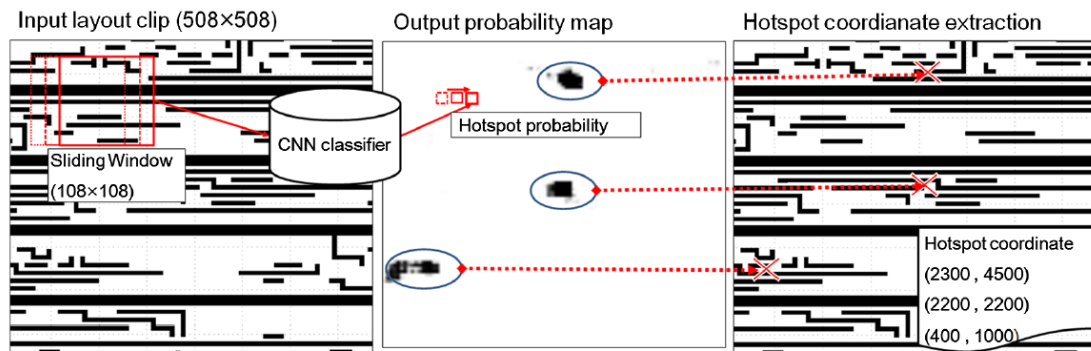 Input layout clip (508×508)
Output probability map
Hotspot coordianate extraction
Sliding Window
(108×108)
CNN classifier
Hotspot probability
Hotspot coordinate
(2300 , 4500)
(2200 , 2200)
(400 , 1000)